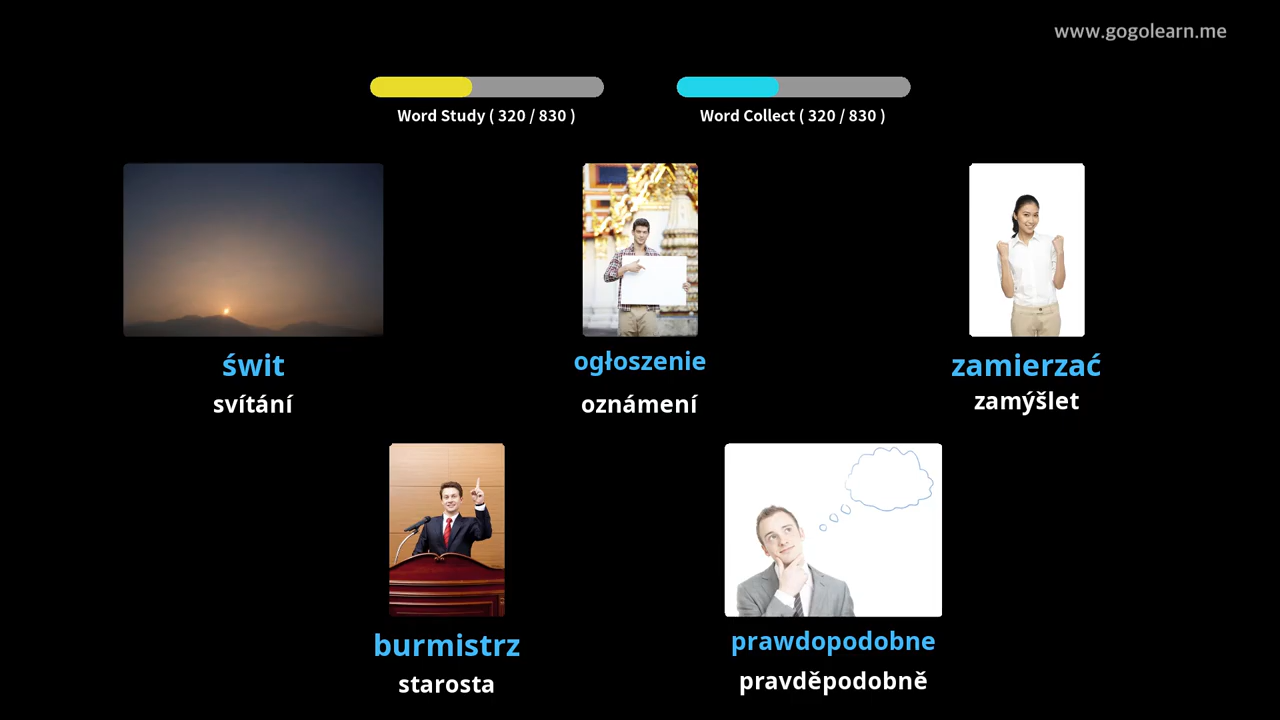 www.gogolearn.me
Word Study ( 320 / 830 )
Word Collect ( 320 / 830 )
świt
svítání
ogłoszenie
oznámení
zamierzać
zamýšlet
burmistrz
starosta
prawdopodobne
pravděpodobně